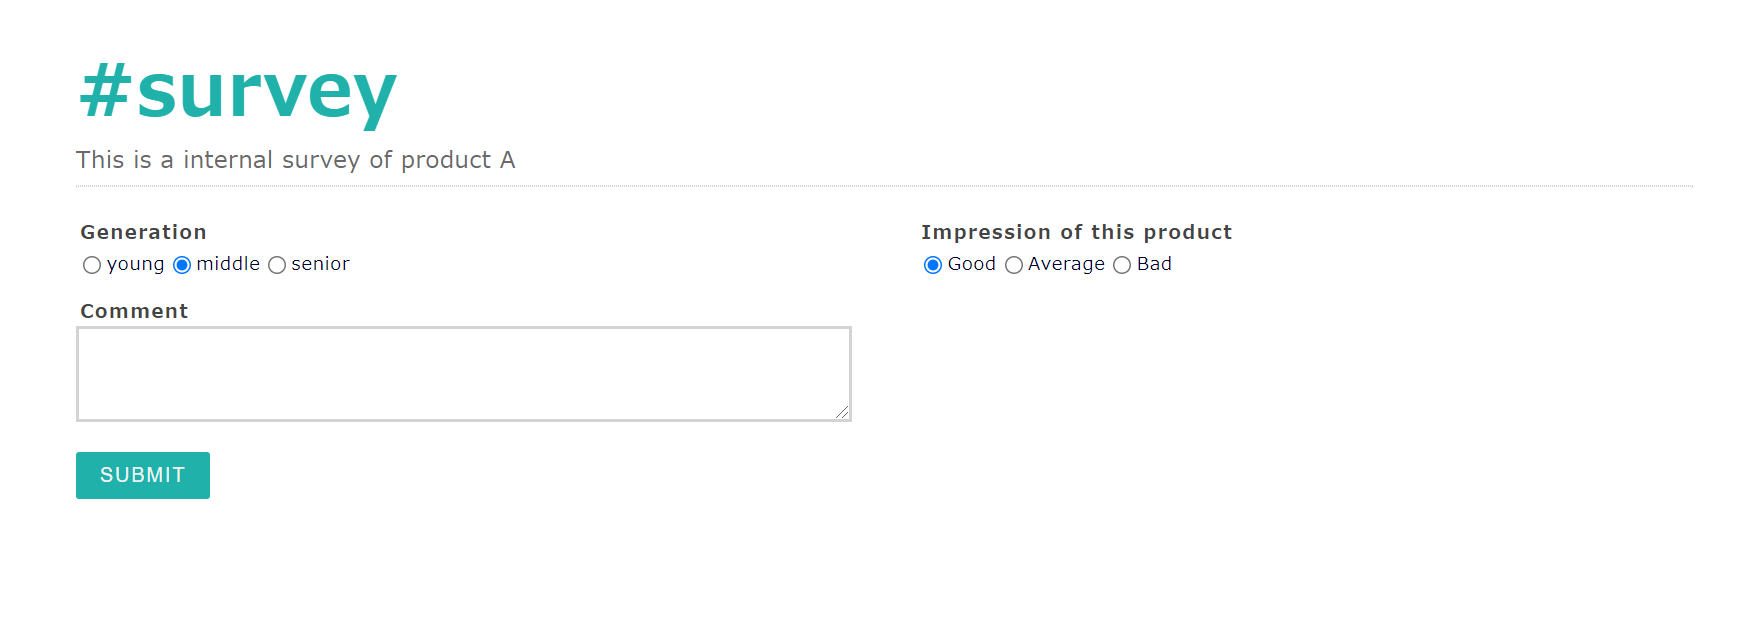 #survey
This is a internal survey of product A
Generation
young middle senior
Impression of this product
Good Average Bad
Comment
SUBMIT